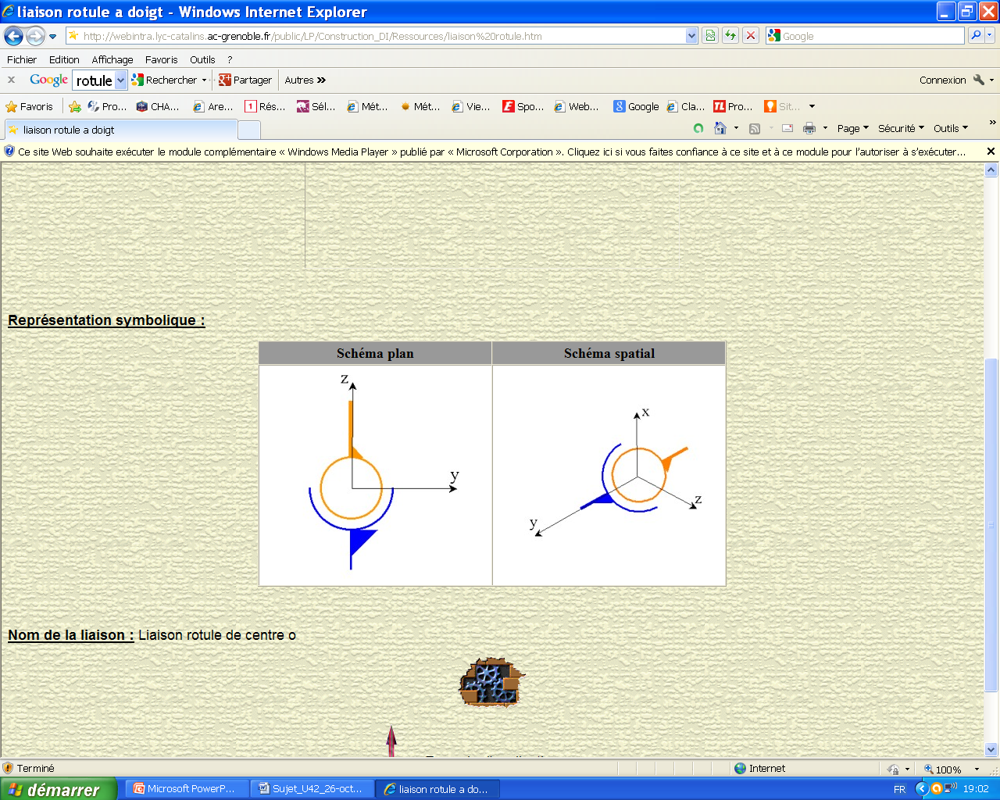 liaison rotule a doigt - Windows Internet Explorer
http://webintra.lyc-catalins.ac-grenoble.fr/public/LP/Construction_DI/Ressources/liaison%20rotule.htm
Google
Fichier Edition Affichage Favoris Outils ?
x Google rotule Rechercher Partager Autres »
Connexion
Favoris Pro... CHA... Are... Rés... Sél... Mét... Mét... Vie... Spo... Web... Google Cla... Pro... Sit...
liaison rotule a doigt
Page Sécurité Outils »
Ce site Web souhaite exécuter le module complémentaire « Windows Media Player » publié par « Microsoft Corporation ». Cliquez ici si vous faites confiance à ce site et à ce module pour l'autoriser à s'exécuter...
Représentation symbolique :
Schéma plan Schéma spatial
z
y
x
z
y
Nom de la liaison : Liaison rotule de centre o
Terminé
Internet
100%
démarrer
Microsoft PowerP...
Sujet_U42_26-oct...
liaison rotule a do...
FR
19:02